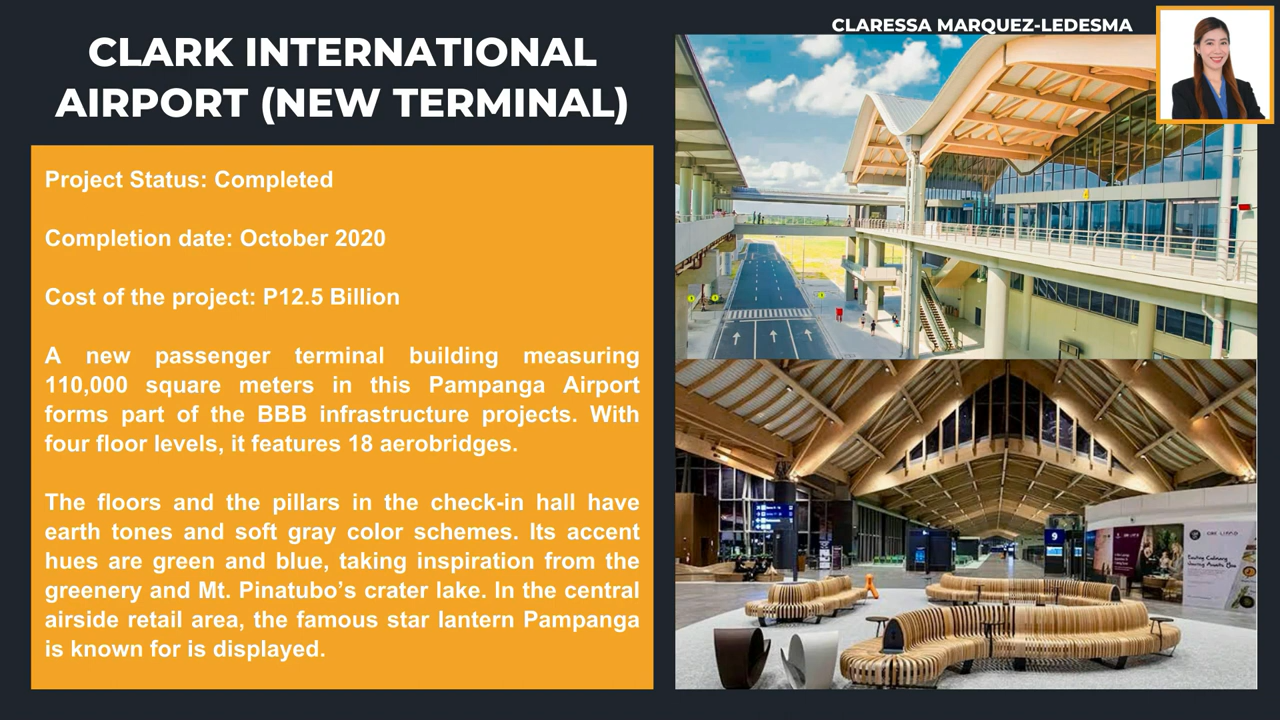 CLARESSA MARQUEZ-LEDESMA
CLARK INTERNATIONAL
AIRPORT (NEW TERMINAL)
Project Status: Completed
Completion date: October 2020
Cost of the project: P12.5 Billion
A new passenger terminal building measuring
110,000 square meters in this Pampanga Airport
forms part of the BBB infrastructure projects. With
four floor levels, it features 18 aerobridges.
The floors and the pillars in the check-in hall have
earth tones and soft gray color schemes. Its accent
hues are green and blue, taking inspiration from the
greenery and Mt. Pinatubo’s crater lake. In the central
airside retail area, the famous star lantern Pampanga
is known for is displayed.
9